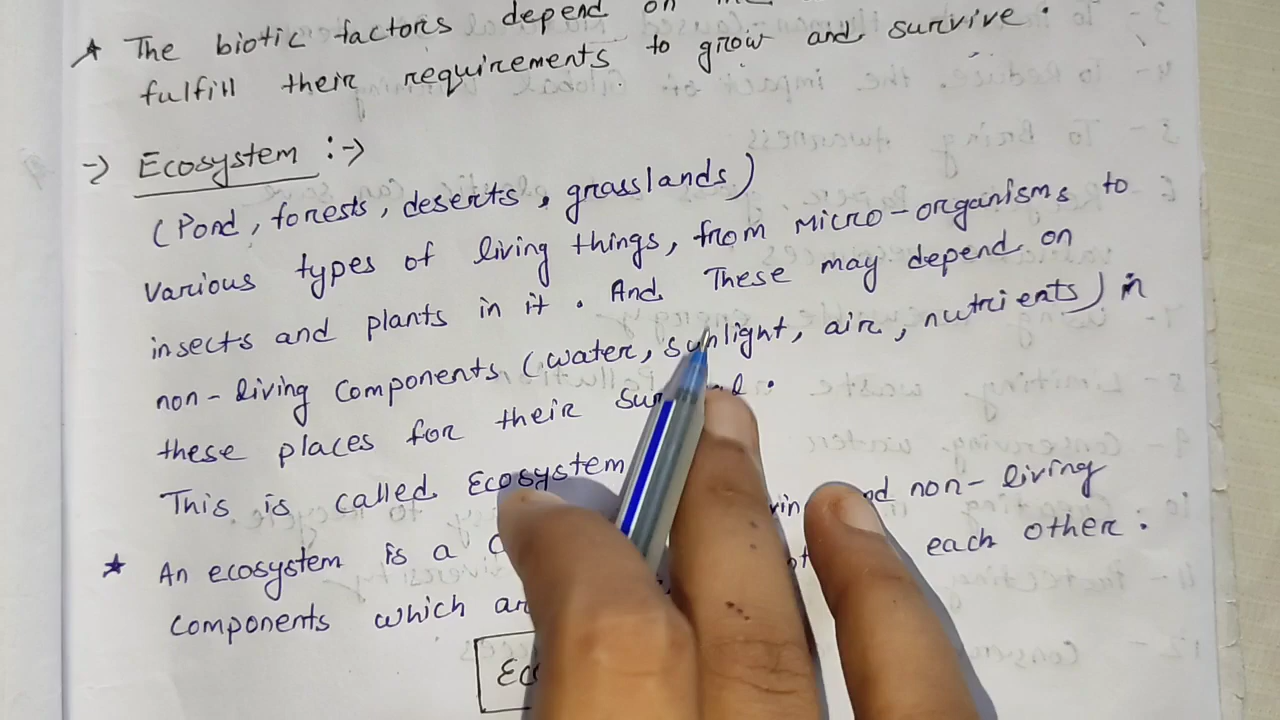 ★ The biotic factors depend on
fulfill their requirements to grow and survive.
-> Ecosystem :->
(Pond, forests, deserts, grasslands)
various types of living things, from micro-organisms to
insects and plants in it. And These may depend on
non-living components (water, sunlight, air, nutrients) in
these places for their
This is called Ecosystem
★ An ecosystem is a and non-living
components which each other.